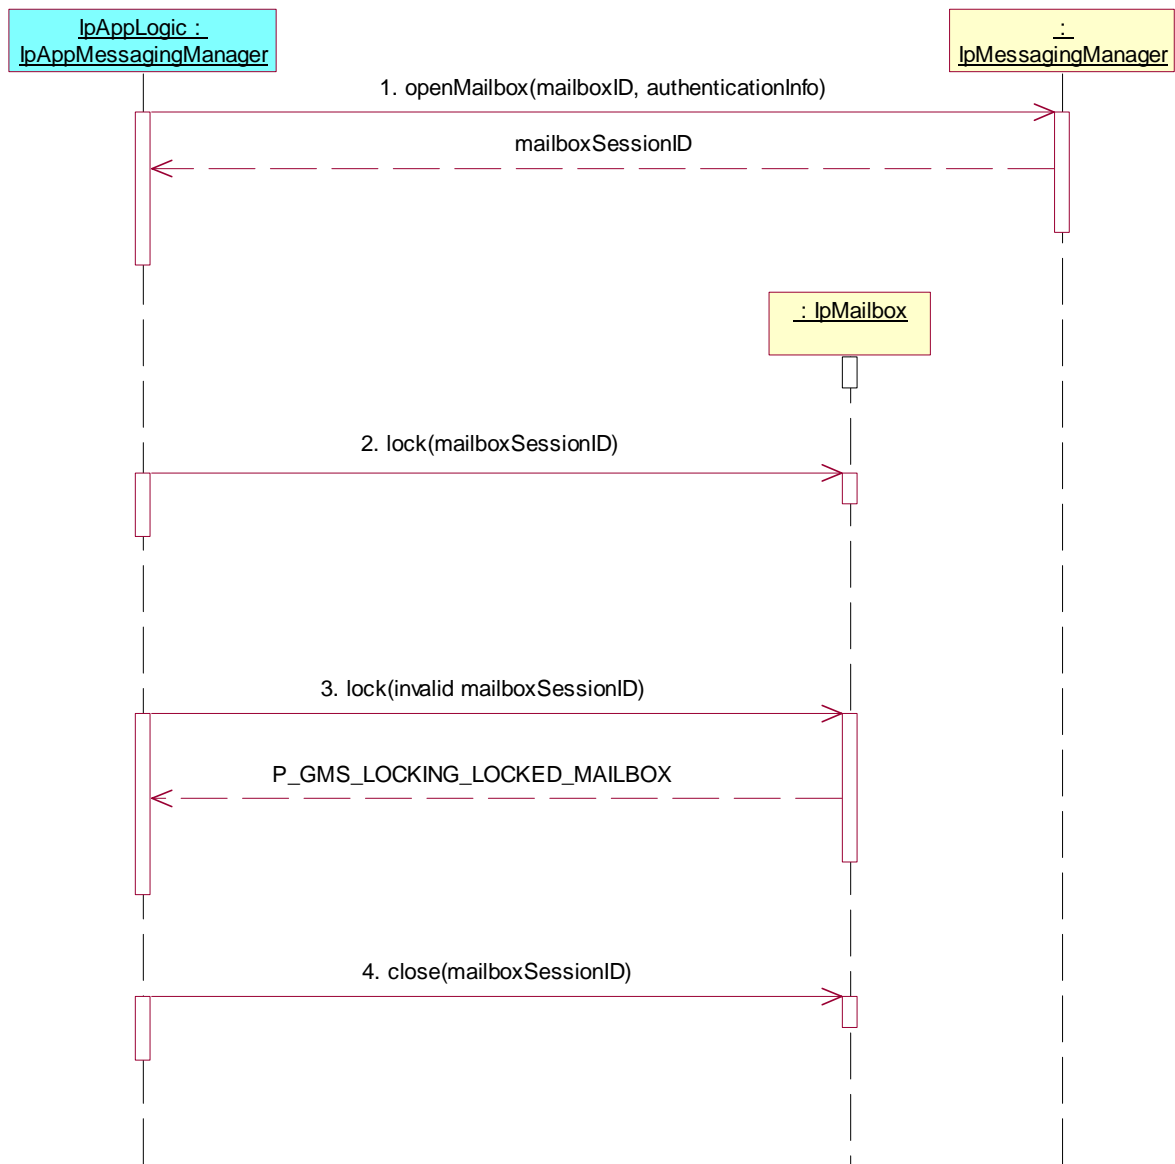 IpAppLogic :
IpAppMessagingManager
:
IpMessagingManager
1. openMailbox(mailboxID, authenticationInfo)
mailboxSessionID
: IpMailbox
2. lock(mailboxSessionID)
3. lock(invalid mailboxSessionID)
P_GMS_LOCKING_LOCKED_MAILBOX
4. close(mailboxSessionID)